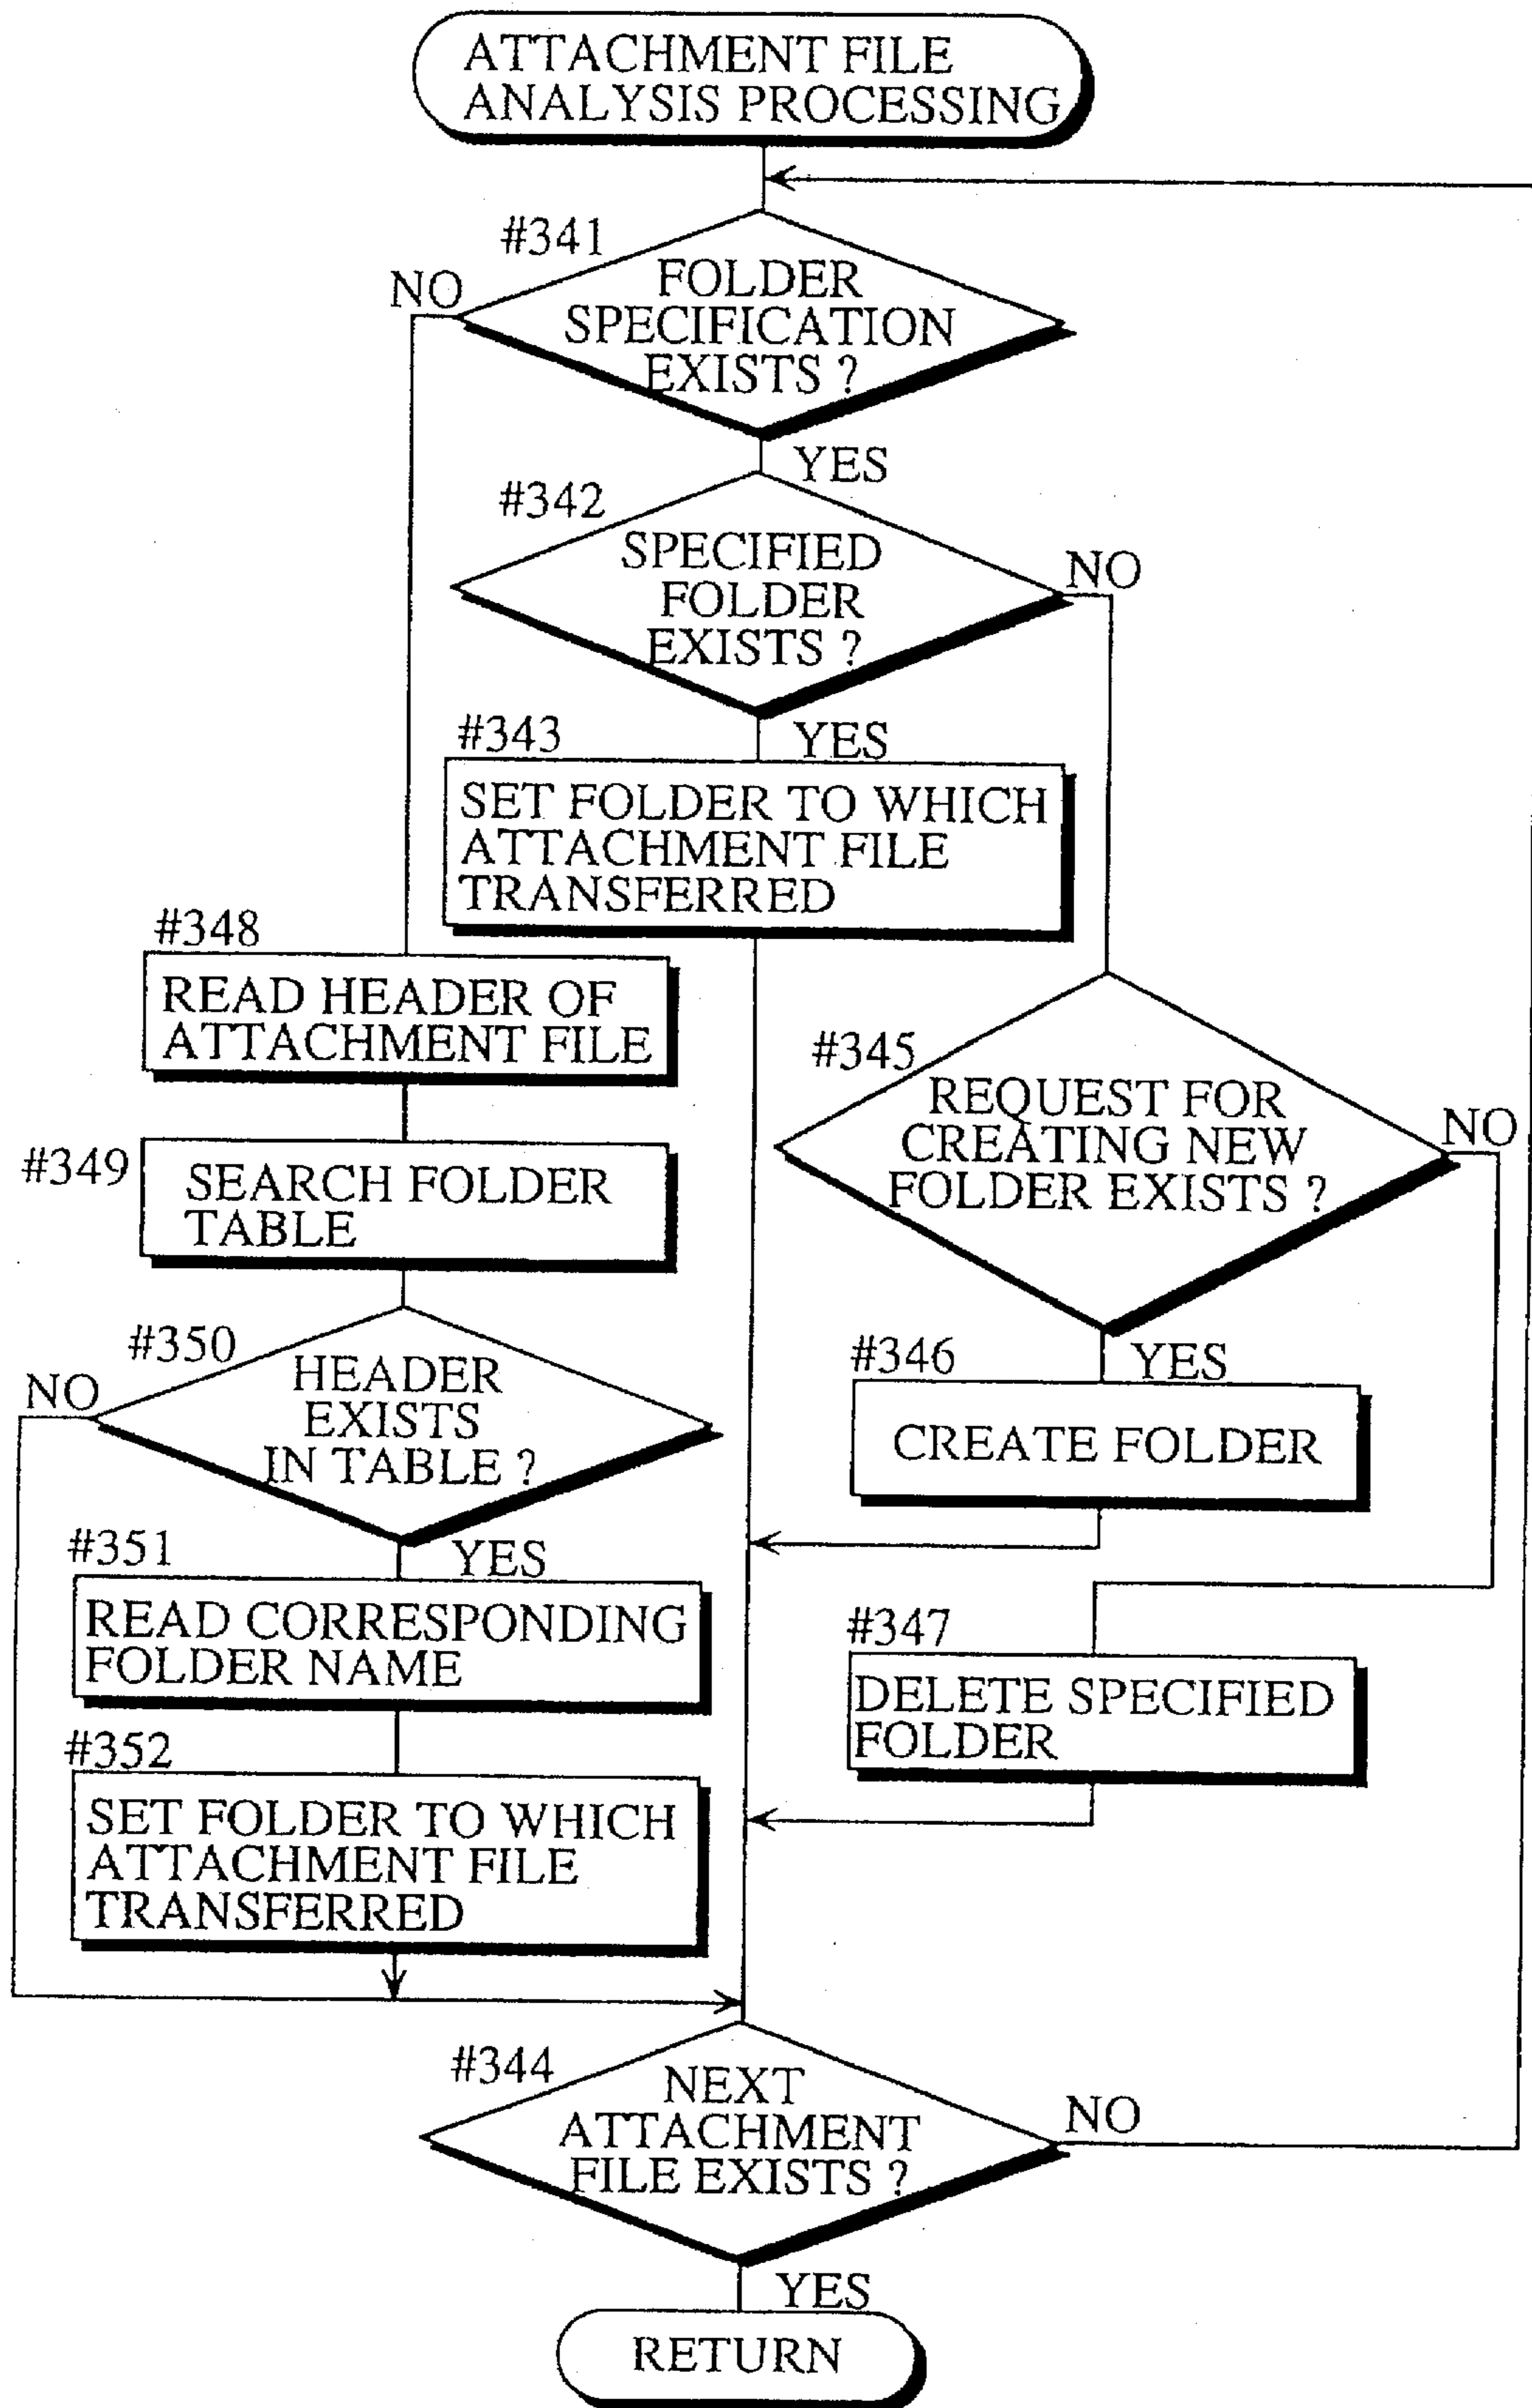 ATTACHMENT FILE
ANALYSIS PROCESSING
#341
NO
FOLDER
SPECIFICATION
EXISTS ?
YES
#342
SPECIFIED
FOLDER
EXISTS ?
NO
#343
YES
SET FOLDER TO WHICH
ATTACHMENT FILE
TRANSFERRED
#348
READ HEADER OF
ATTACHMENT FILE
#345
REQUEST FOR
CREATING NEW
FOLDER EXISTS ?
NO
#349
SEARCH FOLDER
TABLE
#350
NO
HEADER
EXISTS
IN TABLE ?
#346
YES
CREATE FOLDER
#351
YES
READ CORRESPONDING
FOLDER NAME
#347
DELETE SPECIFIED
FOLDER
#352
SET FOLDER TO WHICH
ATTACHMENT FILE
TRANSFERRED
#344
NEXT
ATTACHMENT
FILE EXISTS ?
NO
YES
RETURN